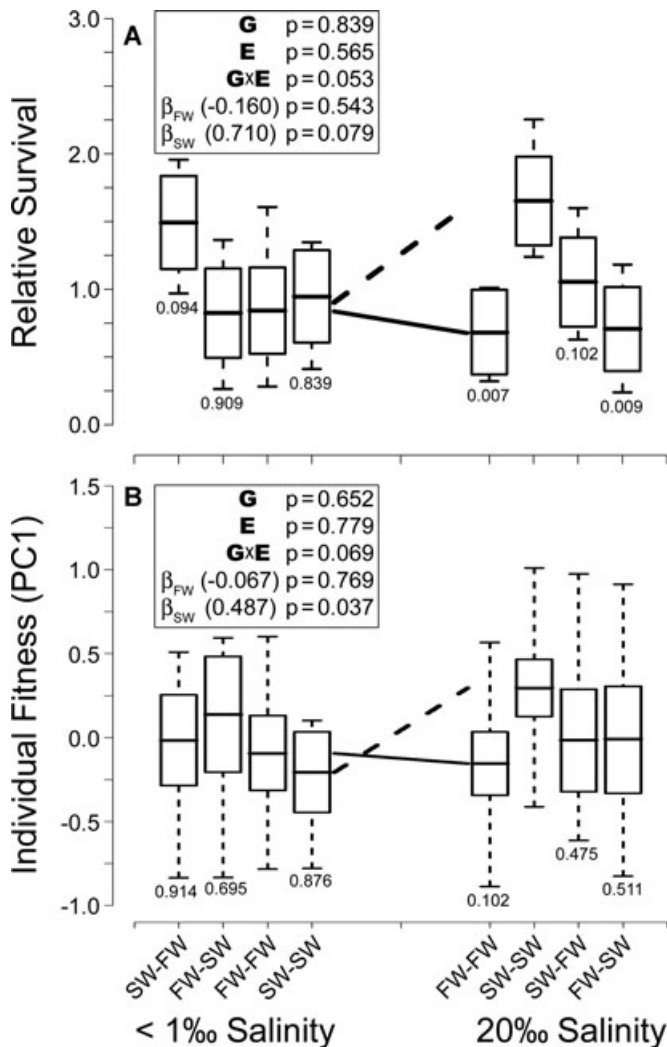 A
G p=0.839
E p=0.565
GxE p=0.053
βFW (-0.160) p=0.543
βSW (0.710) p=0.079
Relative Survival
3.0
2.0
1.0
0.0
0.094
0.909
0.839
0.007
0.102
0.009
B
G p=0.652
E p=0.779
GxE p=0.069
βFW (-0.067) p=0.769
βSW (0.487) p=0.037
Individual Fitness (PC1)
1.5
1.0
0.5
0.0
-0.5
-1.0
0.914
0.695
0.876
0.102
0.475
0.511
SW-FW
FW-SW
FW-FW
SW-SW
FW-FW
SW-SW
SW-FW
FW-SW
< 1‰ Salinity
20‰ Salinity